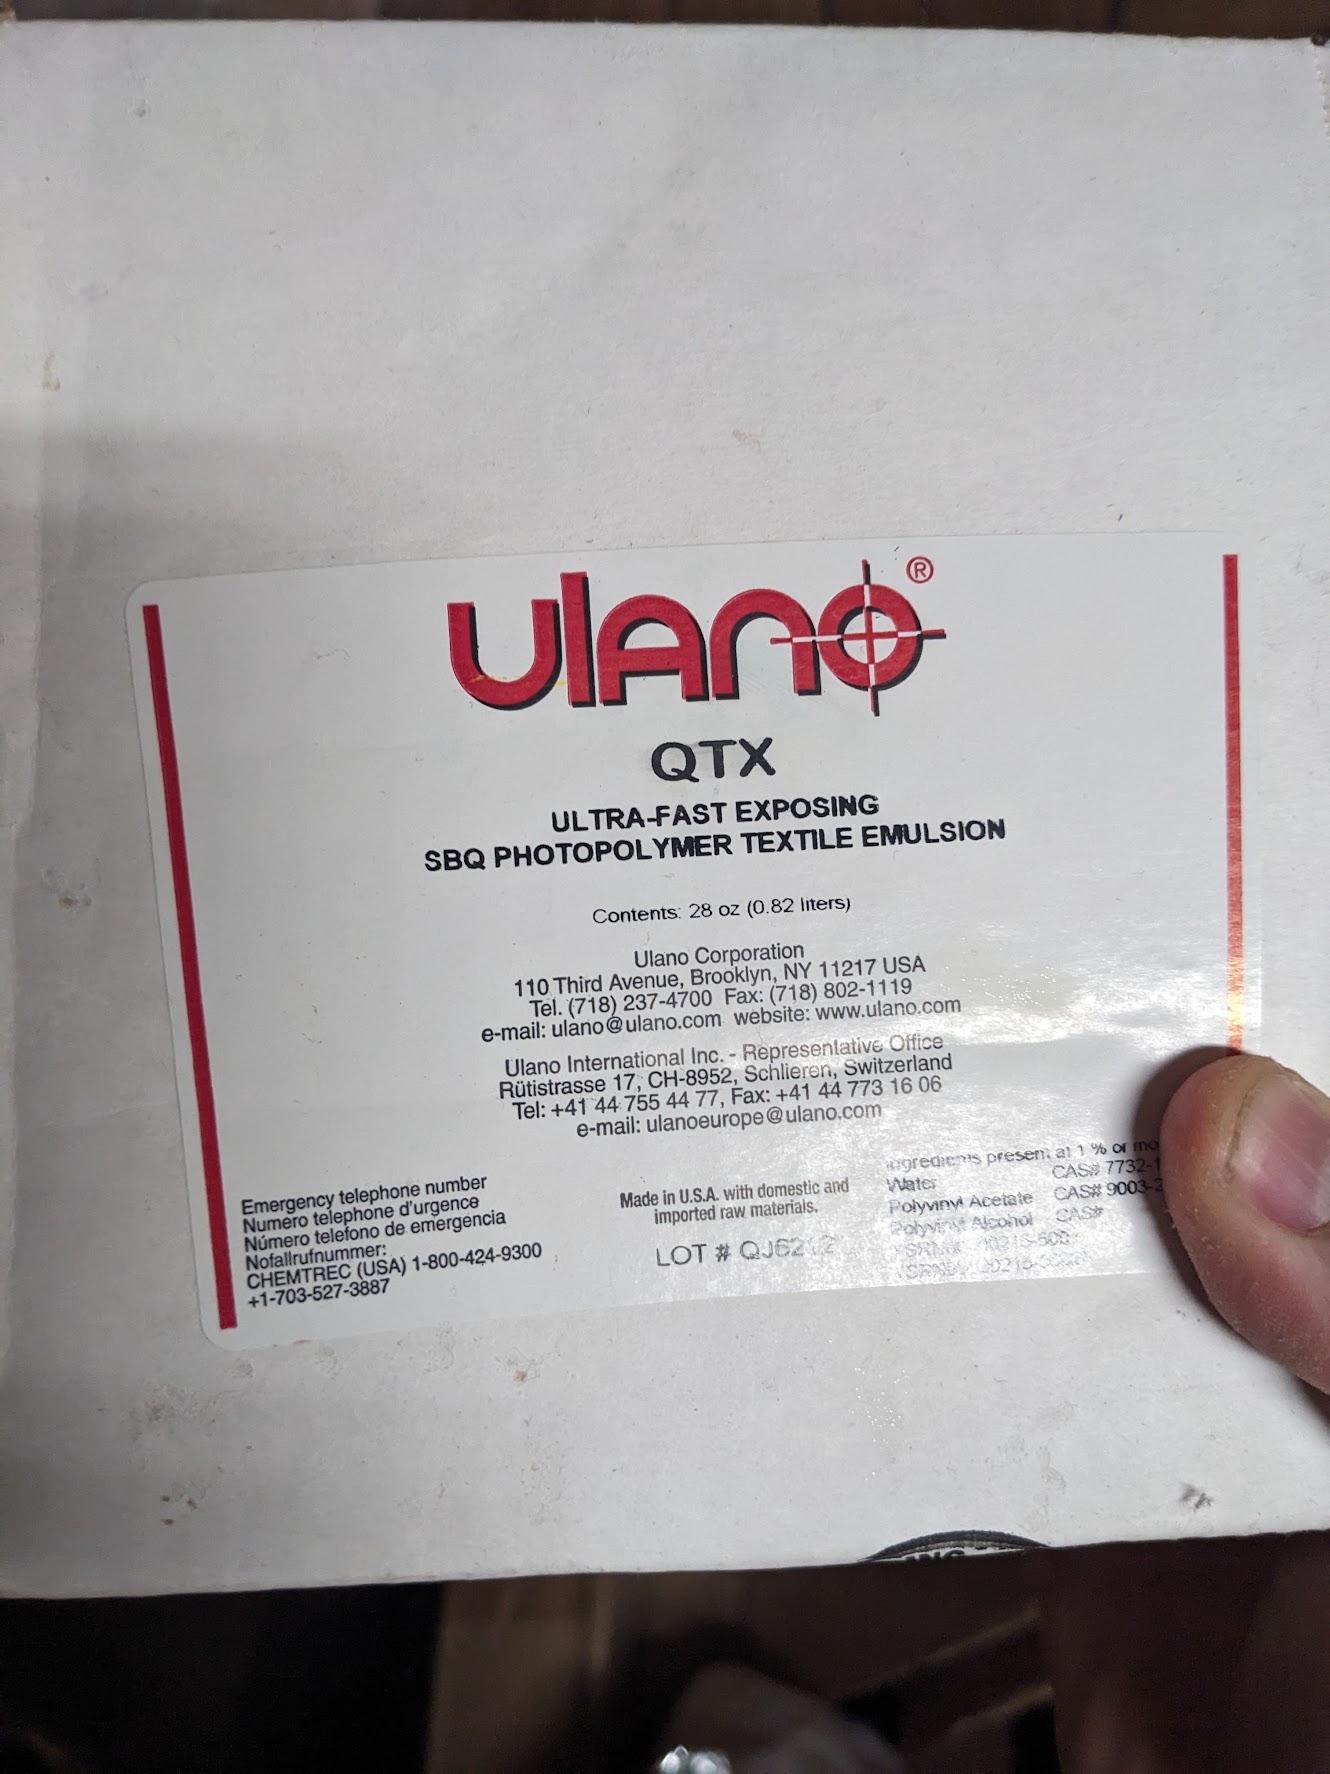 ulano®
QTX
ULTRA-FAST EXPOSING
SBQ PHOTOPOLYMER TEXTILE EMULSION
Contents: 28 oz (0.82 liters)
Ulano Corporation
110 Third Avenue, Brooklyn, NY 11217 USA
Tel. (718) 237-4700 Fax: (718) 802-1119
e-mail: ulano@ulano.com website: www.ulano.com
Ulano International Inc. - Representative Office
Rütistrasse 17, CH-8952, Schlieren, Switzerland
Tel: +41 44 755 44 77, Fax: +41 44 773 16 06
e-mail: ulanoeurope@ulano.com
Emergency telephone number
Numero telephone d'urgence
Número telefono de emergencia
Nofallrufnummer:
CHEMTREC (USA) 1-800-424-9300
+1-703-527-3887
Made in U.S.A. with domestic and
imported raw materials.
LOT #
Ingredients present at 1 % or
Water CAS#
Polyvinyl Acetate CAS#
Polyvinyl Alcohol CAS#